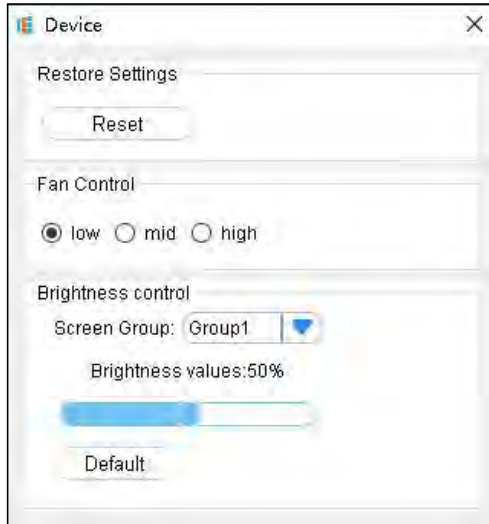 Device
Restore Settings
Reset
Fan Control
low mid high
Brightness control
Screen Group: Group1
Brightness values:50%
Default